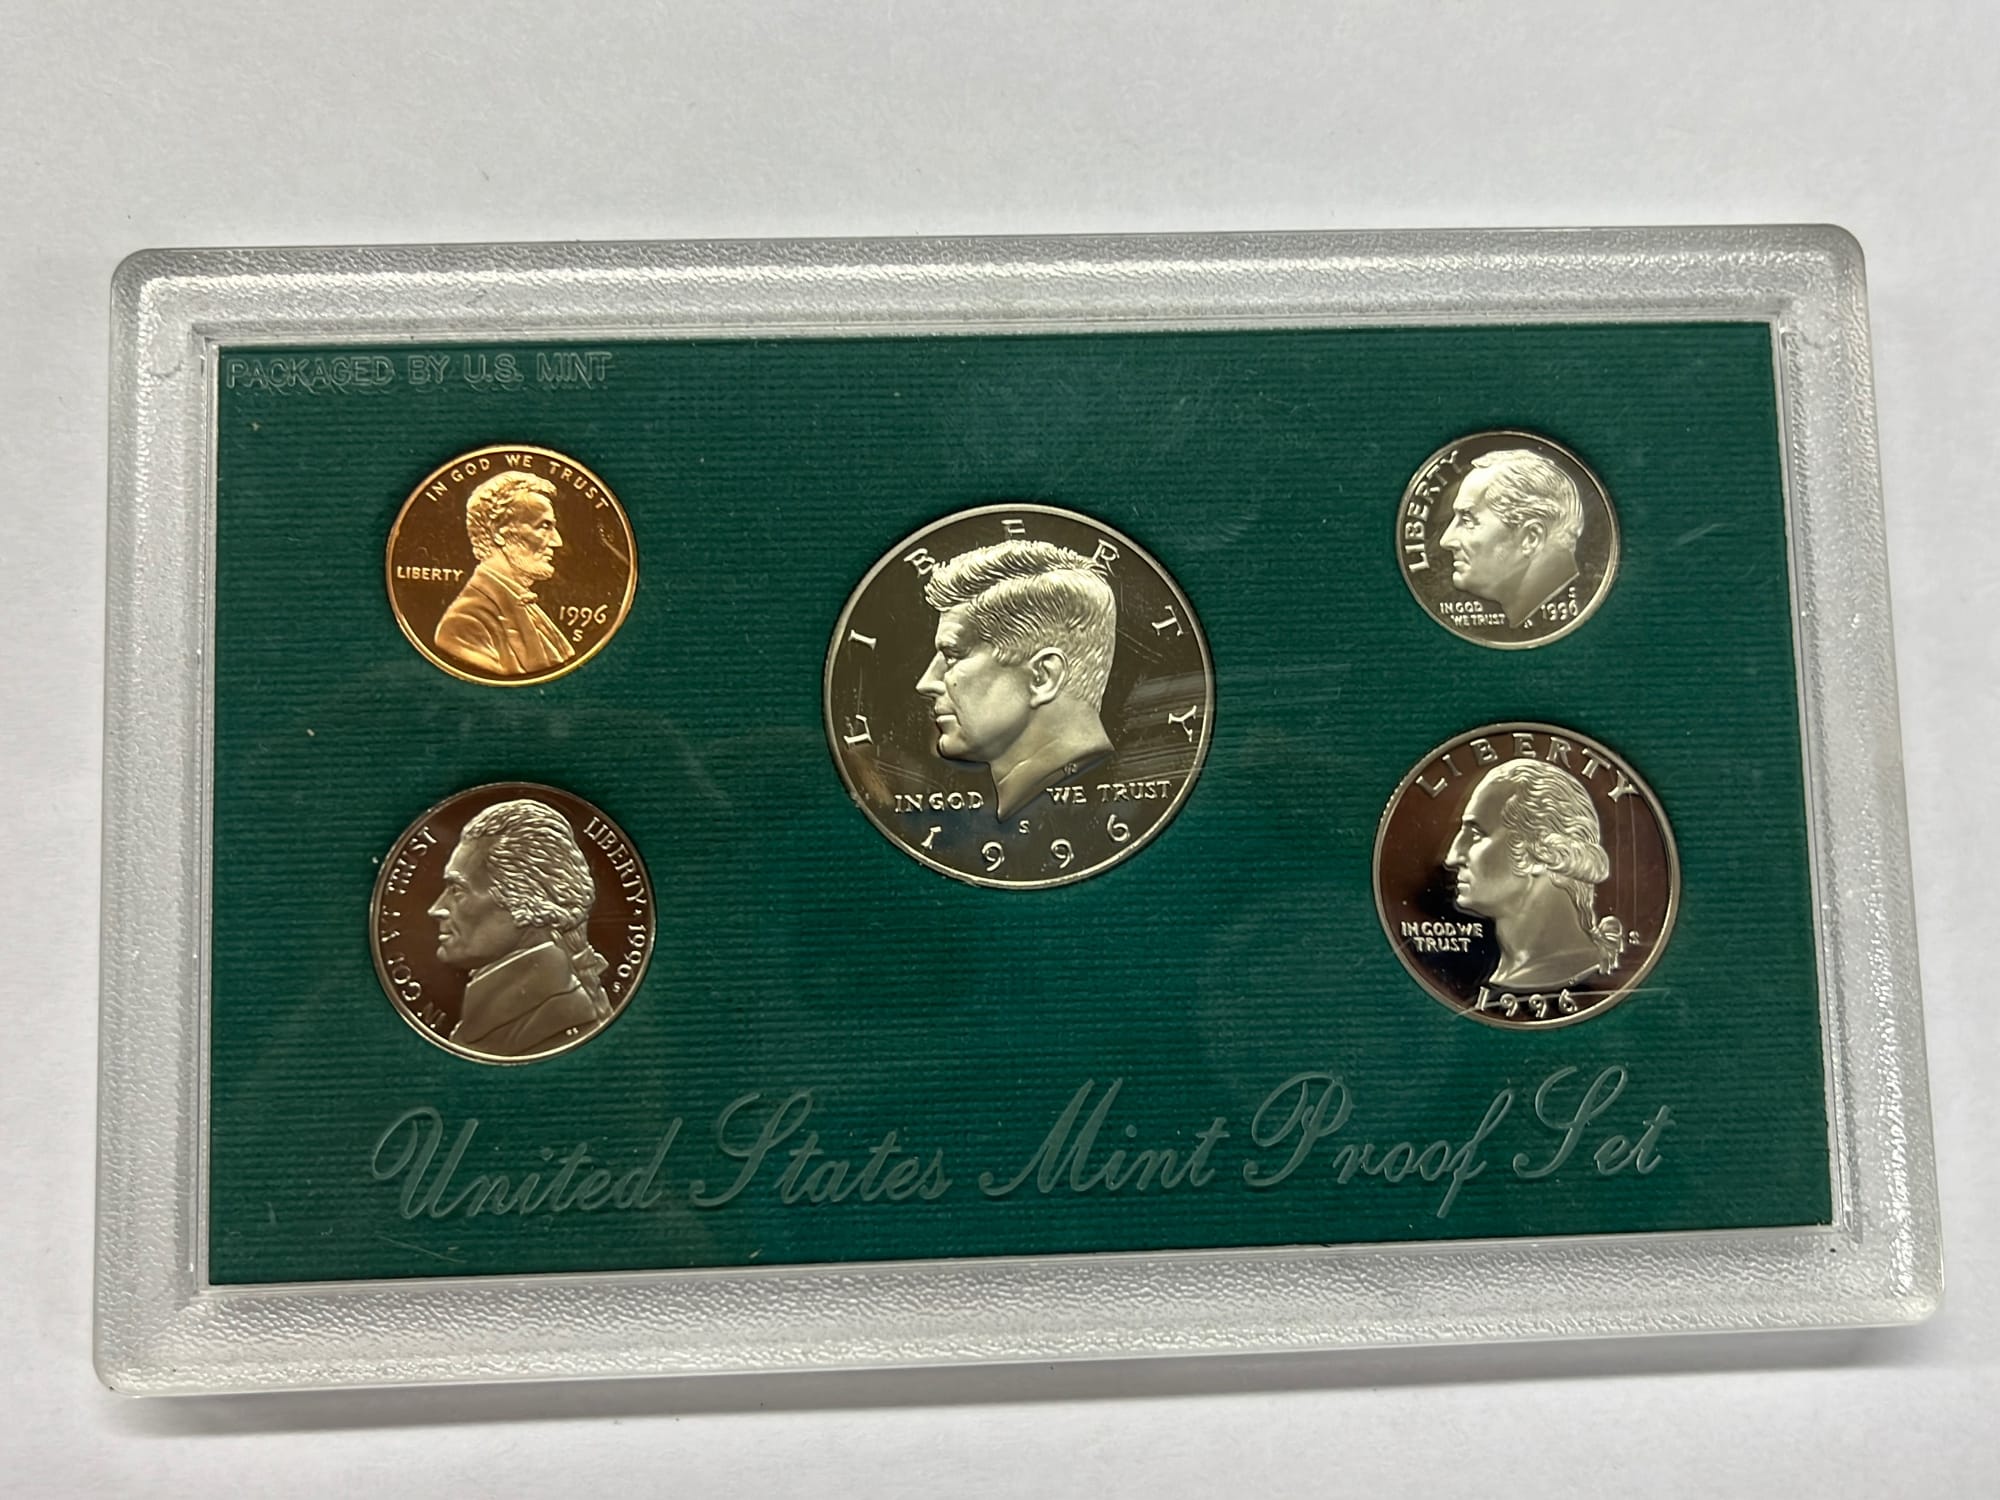 PACKAGED BY U.S. MINT
IN GOD WE TRUST
LIBERTY
1996
S
LIBERTY
IN GOD WE TRUST
1996
S
LIBERTY
IN GOD
WE TRUST
1996
S
IN GOD WE TRUST
LIBERTY • 1996
S
LIBERTY
IN GOD WE
TRUST
S
1996
United States Mint Proof Set